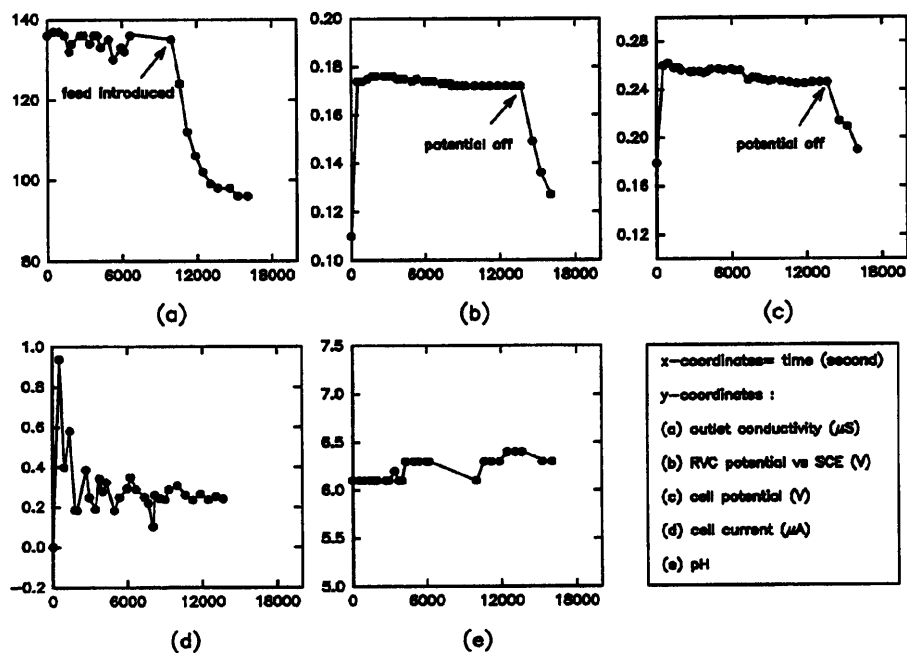 140
130
120
110
100
90
80
feed introduced
0 6000 12000 18000
(a)
0.20
0.18
0.16
0.14
0.12
0.10
potential off
0 6000 12000 18000
(b)
0.28
0.24
0.20
0.16
0.12
potential off
0 6000 12000 18000
(c)
1.0
0.8
0.6
0.4
0.2
0.0
−0.2
0 6000 12000 18000
(d)
7.5
7.0
6.5
6.0
5.5
5.0
0 6000 12000 18000
(e)
x-coordinates= time (second)
y-coordinates :
(a) outlet conductivity (μS)
(b) RVC potential vs SCE (V)
(c) cell potential (V)
(d) cell current (μA)
(e) pH